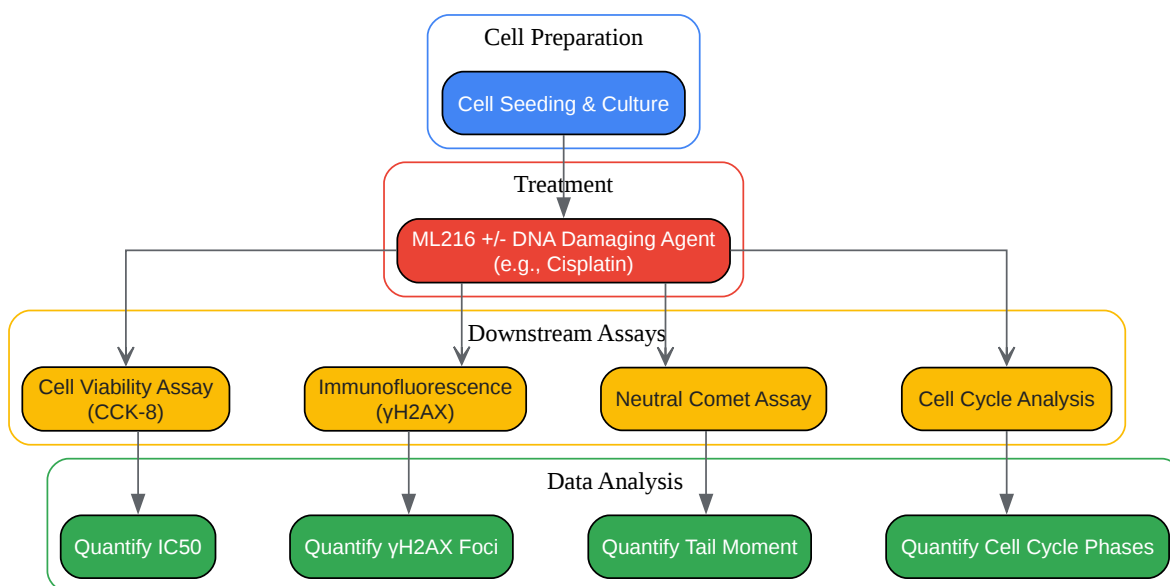 Cell Preparation
Cell Seeding & Culture
Treatment
ML216 +/- DNA Damaging Agent
(e.g., Cisplatin)
Downstream Assays
Cell Viability Assay
(CCK-8)
Immunofluorescence
(γH2AX)
Neutral Comet Assay
Cell Cycle Analysis
Data Analysis
Quantify IC50
Quantify γH2AX Foci
Quantify Tail Moment
Quantify Cell Cycle Phases